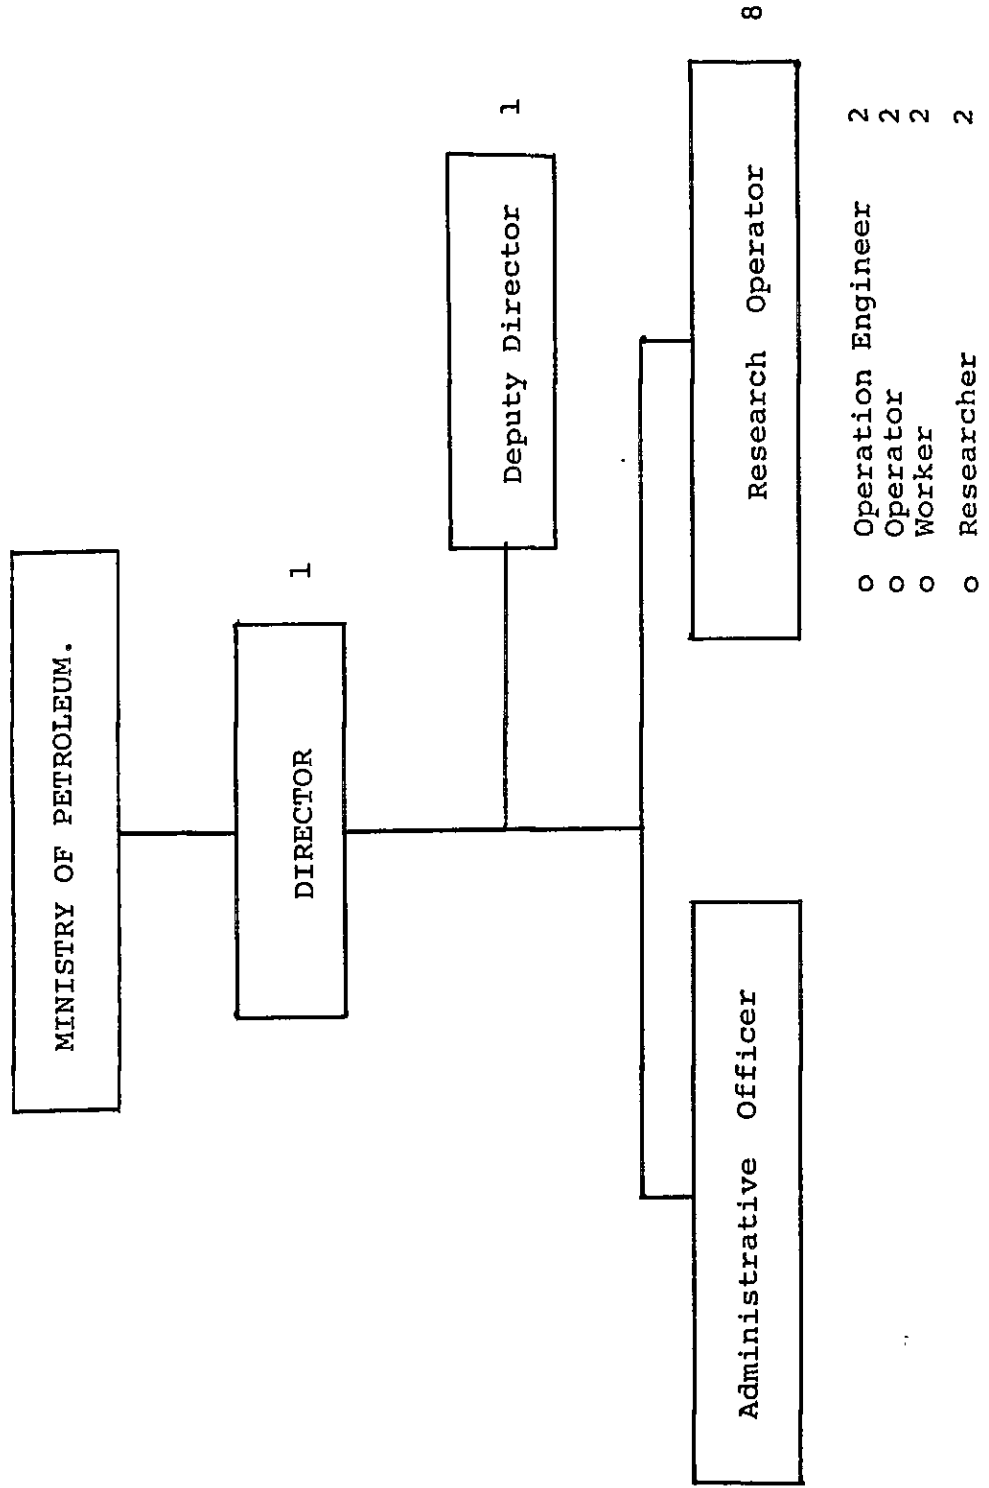 MINISTRY OF PETROLEUM.
DIRECTOR 1
Deputy Director 1
Administrative Officer
Research Operator 8
o Operation Engineer 2
o Operator 2
o Worker 2
o Researcher 2